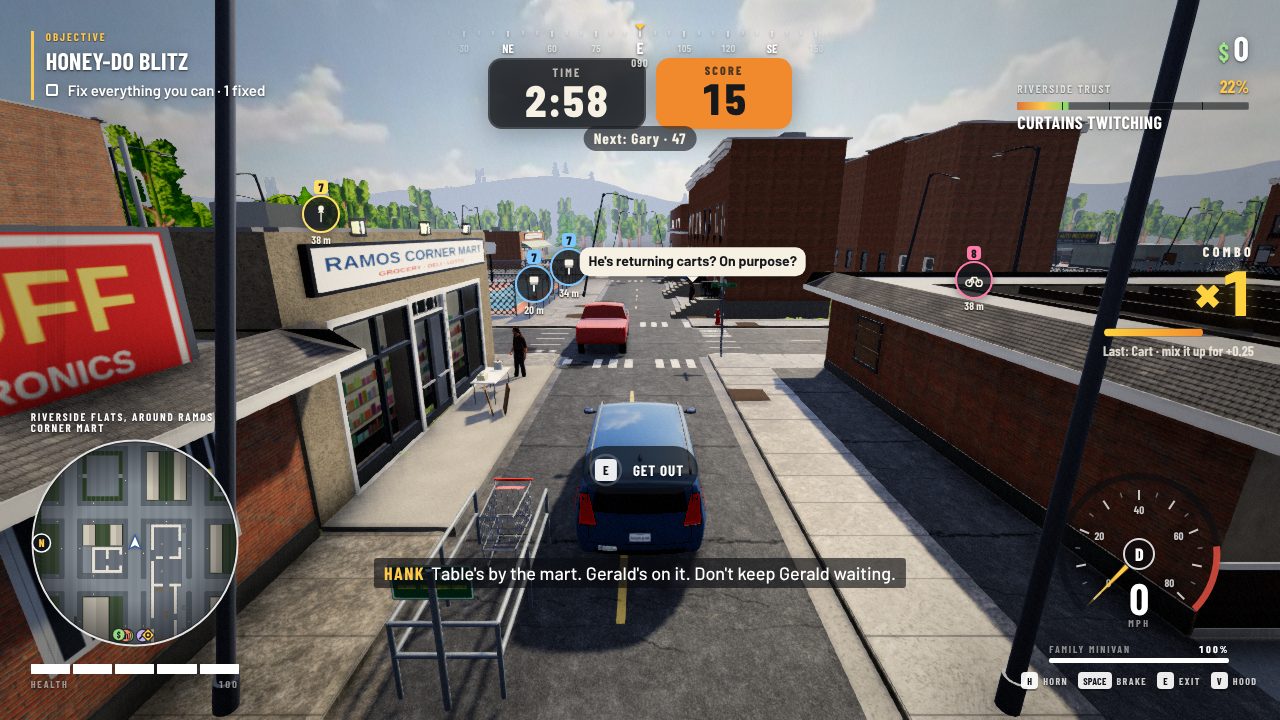 OBJECTIVE
HONEY-DO BLITZ
Fix everything you can · 1 fixed
30 NE 60 75 E 105 120 SE 150
090
TIME
2:58
SCORE
15
Next: Gary · 47
$ 0
RIVERSIDE TRUST 22%
CURTAINS TWITCHING
7
38 m
7
20 m
7
34 m
He's returning carts? On purpose?
8
38 m
COMBO
×1
Last: Cart · mix it up for +0.25
RAMOS CORNER MART
GROCERY · DELI · LOTTO
UFF
RONICS
RIVERSIDE FLATS, AROUND RAMOS
CORNER MART
N
HEALTH 100
E GET OUT
HANK Table's by the mart. Gerald's on it. Don't keep Gerald waiting.
0 20 40 60 80
D
0
MPH
FAMILY MINIVAN 100%
H HORN SPACE BRAKE E EXIT V HOOD